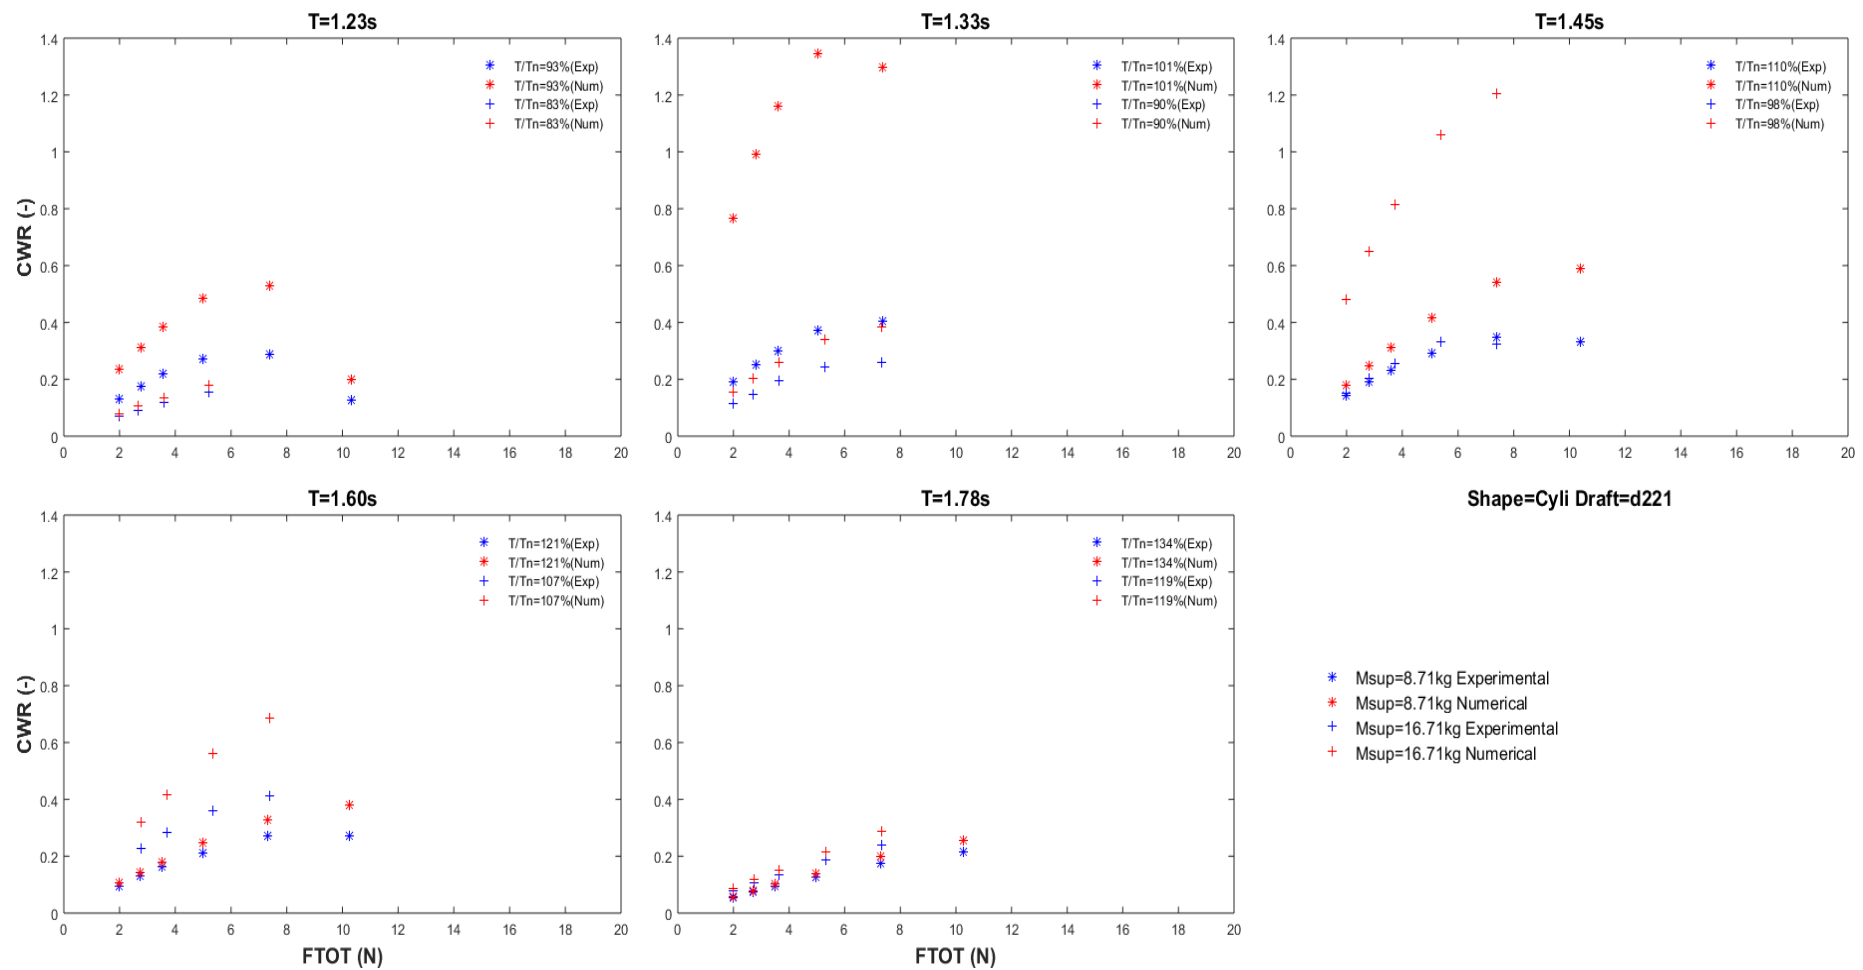 T=1.23s
1.4
1.2
1
0.8
0.6
0.4
0.2
0
CWR (-)
0 2 4 6 8 10 12 14 16 18 20
T/Tn=93%(Exp)
T/Tn=93%(Num)
T/Tn=83%(Exp)
T/Tn=83%(Num)
T=1.33s
1.4
1.2
1
0.8
0.6
0.4
0.2
0
0 2 4 6 8 10 12 14 16 18 20
T/Tn=101%(Exp)
T/Tn=101%(Num)
T/Tn=90%(Exp)
T/Tn=90%(Num)
T=1.45s
1.4
1.2
1
0.8
0.6
0.4
0.2
0
0 2 4 6 8 10 12 14 16 18 20
T/Tn=110%(Exp)
T/Tn=110%(Num)
T/Tn=98%(Exp)
T/Tn=98%(Num)
T=1.60s
1.4
1.2
1
0.8
0.6
0.4
0.2
0
CWR (-)
0 2 4 6 8 10 12 14 16 18 20
FTOT (N)
T/Tn=121%(Exp)
T/Tn=121%(Num)
T/Tn=107%(Exp)
T/Tn=107%(Num)
T=1.78s
1.4
1.2
1
0.8
0.6
0.4
0.2
0
0 2 4 6 8 10 12 14 16 18 20
FTOT (N)
T/Tn=134%(Exp)
T/Tn=134%(Num)
T/Tn=119%(Exp)
T/Tn=119%(Num)
Shape=Cyli Draft=d221
Msup=8.71kg Experimental
Msup=8.71kg Numerical
Msup=16.71kg Experimental
Msup=16.71kg Numerical